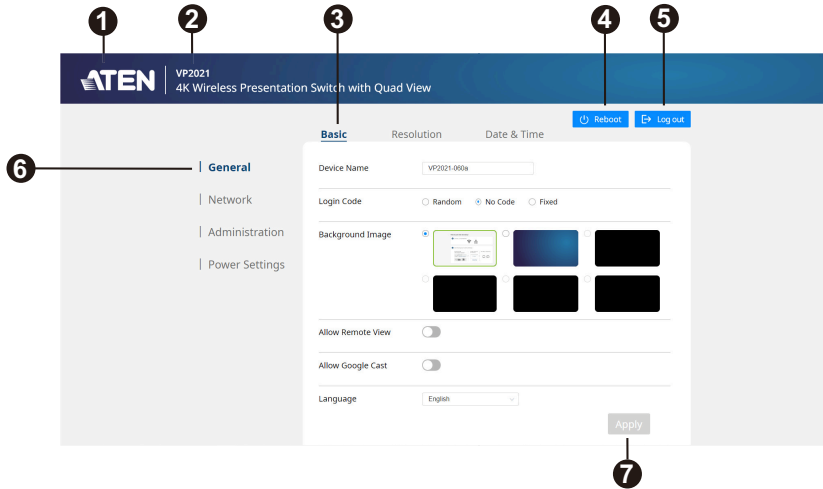 1 2 3 4 5
ATEN
VP2021
4K Wireless Presentation Switch with Quad View
Reboot Log out
Basic Resolution Date & Time
6
General
Network
Administration
Power Settings
Device Name VP2021-060a
Login Code Random No Code Fixed
Background Image
Allow Remote View
Allow Google Cast
Language English
Apply
7